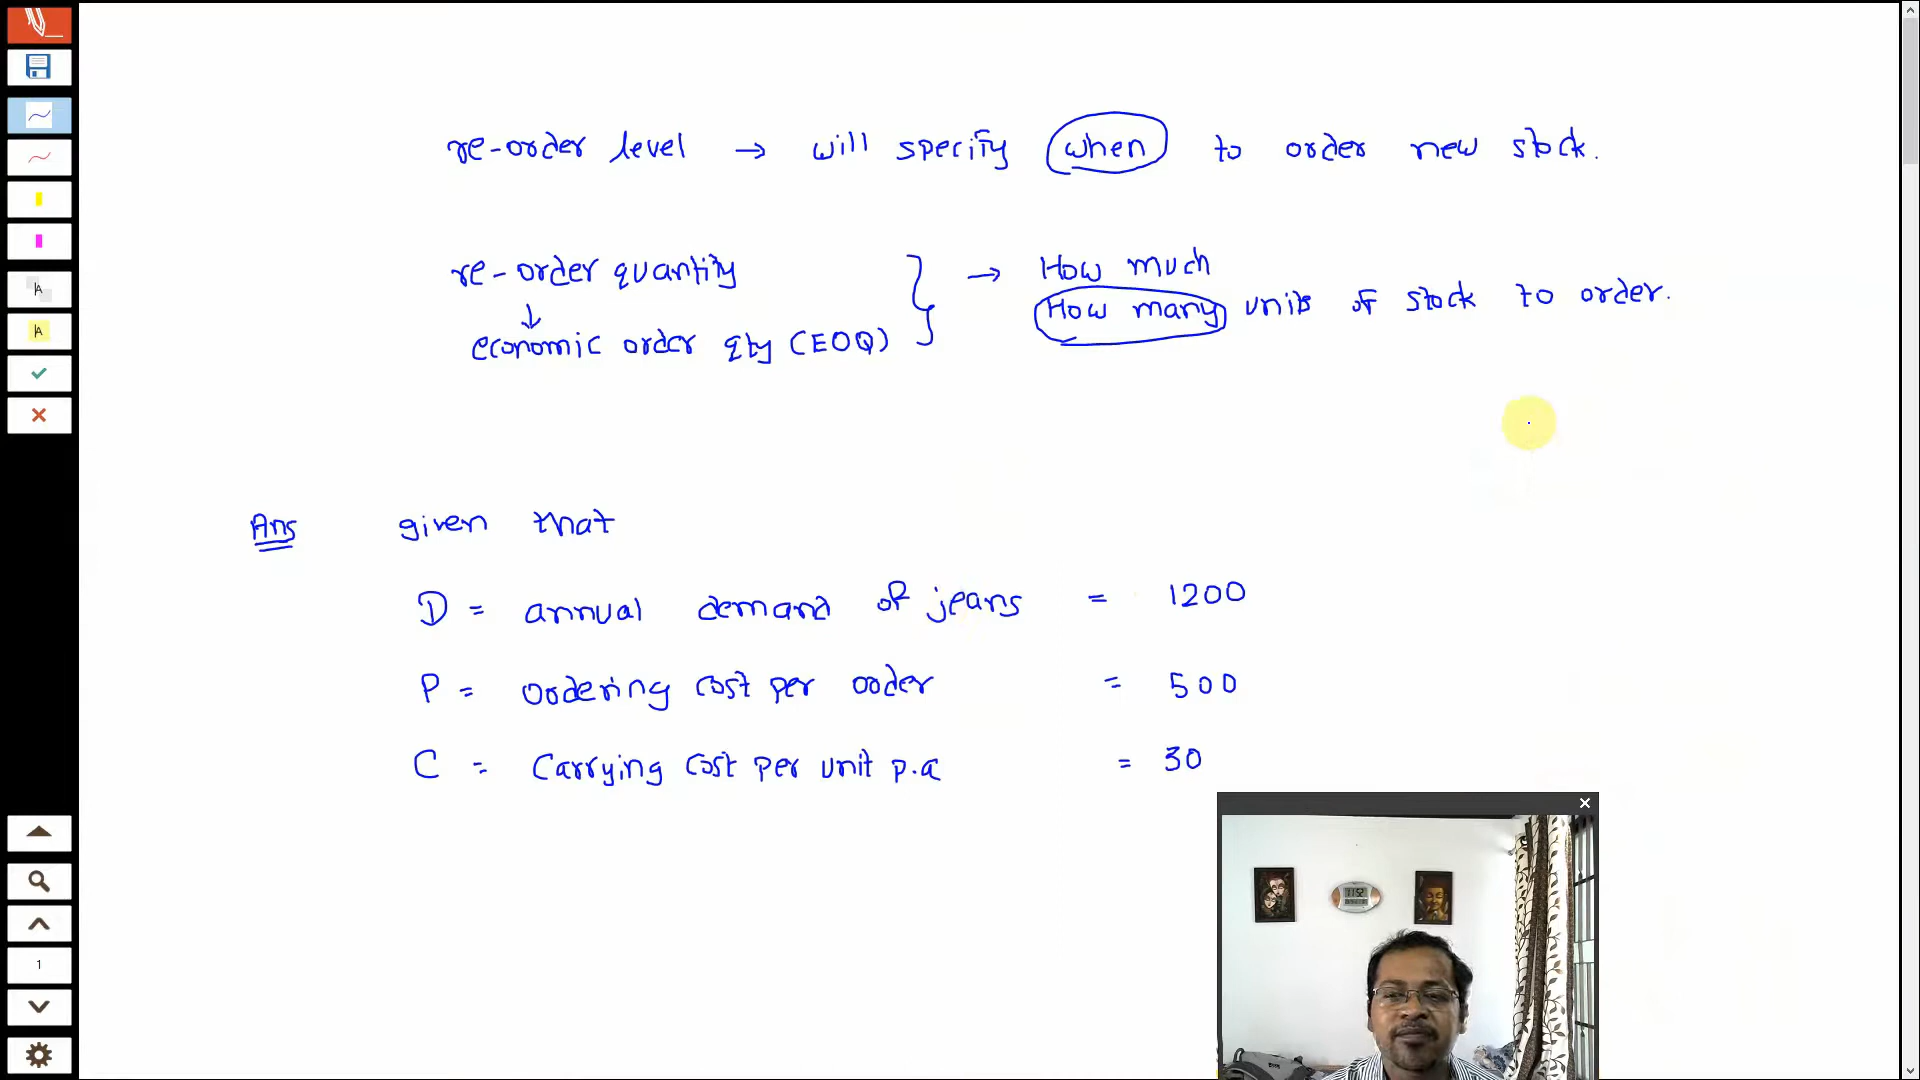 re-order level → will specify when to order new stock.
re-order quantity
↓
economic order qty (EOQ)
→ How much
How many units of stock to order.
Ans given that
D = annual demand of jeans = 1200
P = ordering cost per order = 500
C = Carrying cost per unit p.a = 30
A
A
1